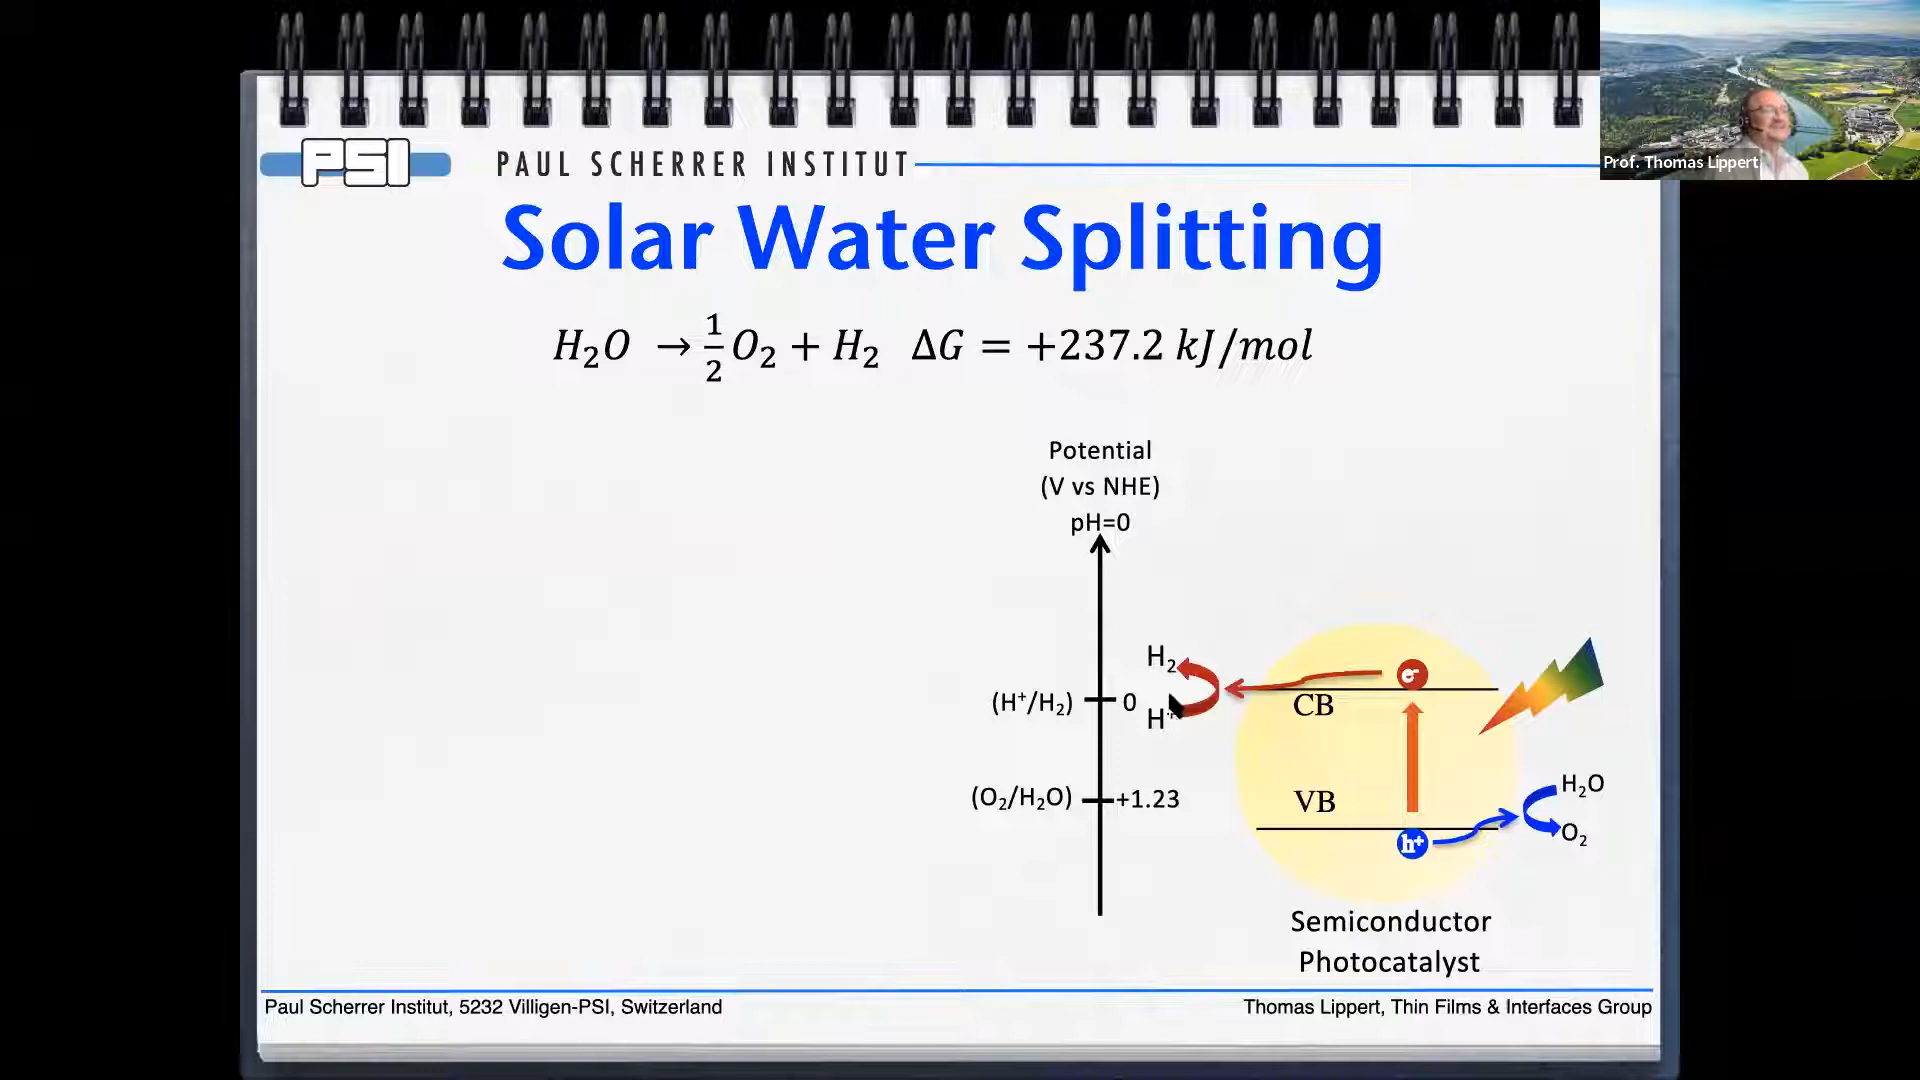 Prof. Thomas Lippert
PSI
PAUL SCHERRER INSTITUT
Solar Water Splitting
H₂O → ½O₂ + H₂ ΔG = +237.2 kJ/mol
Potential
(V vs NHE)
pH=0
H₂
e⁻
(H⁺/H₂) 0
H⁺
CB
(O₂/H₂O) +1.23
VB
H₂O
h⁺
O₂
Semiconductor
Photocatalyst
Paul Scherrer Institut, 5232 Villigen-PSI, Switzerland
Thomas Lippert, Thin Films & Interfaces Group